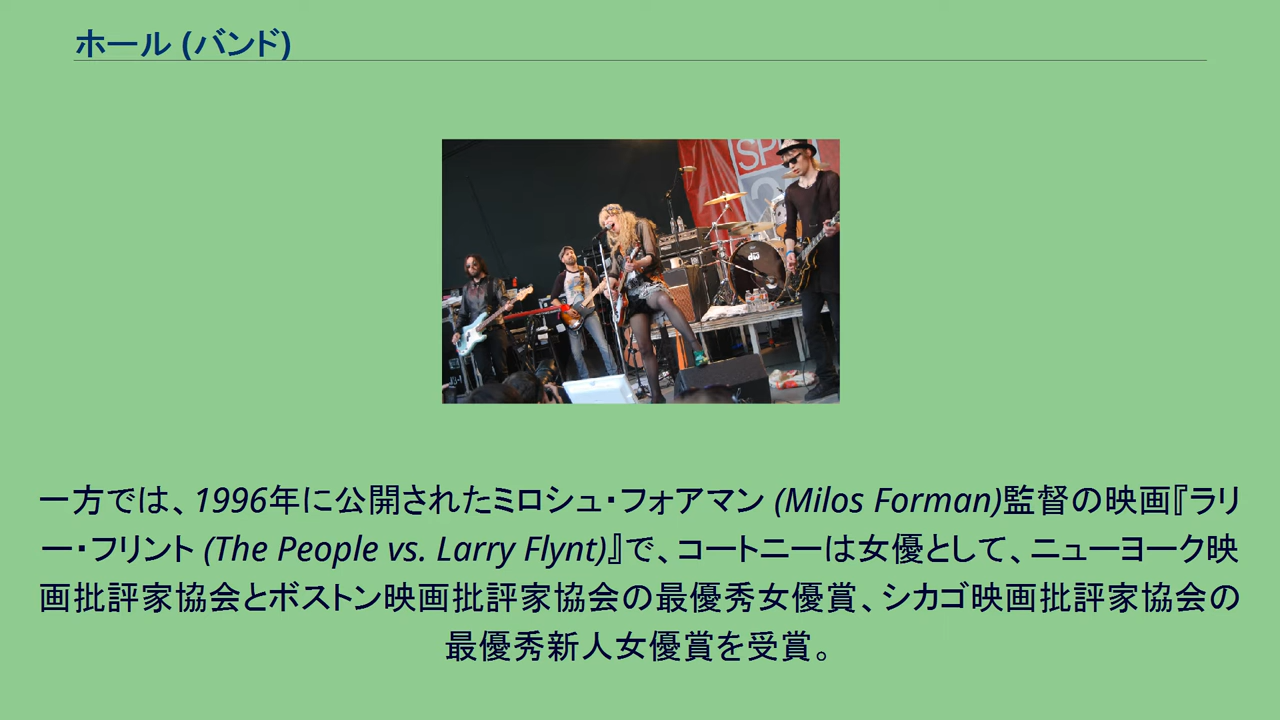 ホール (バンド)
SPIN
一方では、1996年に公開されたミロシュ・フォアマン (Milos Forman)監督の映画『ラリ
ー・フリント (The People vs. Larry Flynt)』で、コートニーは女優として、ニューヨーク映
画批評家協会とボストン映画批評家協会の最優秀女優賞、シカゴ映画批評家協会の
最優秀新人女優賞を受賞。